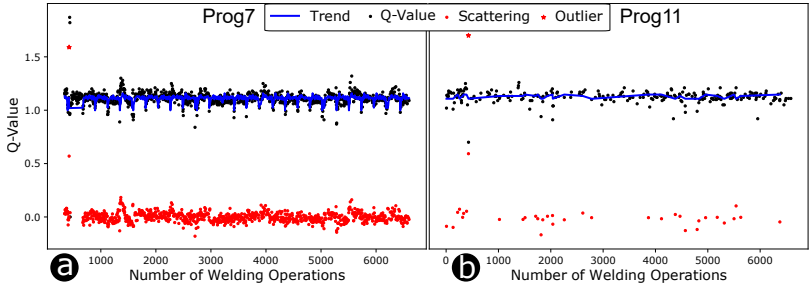 Prog7
Trend Q-Value Scattering Outlier
Prog11
Q-Value
1.5
1.0
0.5
0.0
1000 2000 3000 4000 5000 6000
0 1000 2000 3000 4000 5000 6000
a
Number of Welding Operations
b
Number of Welding Operations